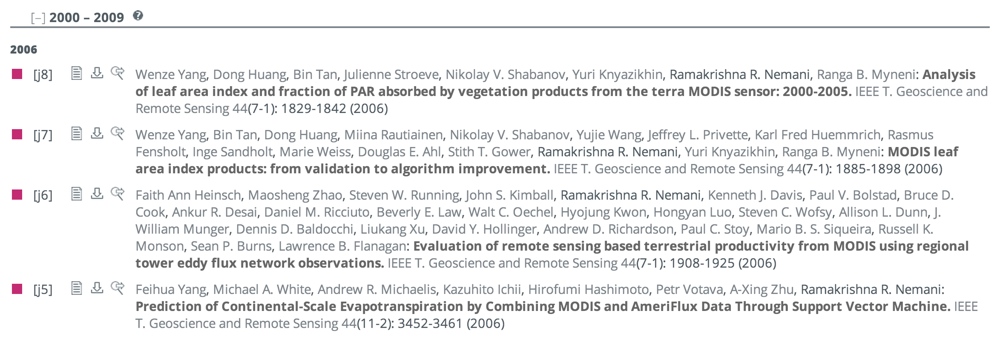 [−] 2000 – 2009 ?
2006
[j8] Wenze Yang, Dong Huang, Bin Tan, Julienne Stroeve, Nikolay V. Shabanov, Yuri Knyazikhin, Ramakrishna R. Nemani, Ranga B. Myneni: Analysis
of leaf area index and fraction of PAR absorbed by vegetation products from the terra MODIS sensor: 2000-2005. IEEE T. Geoscience and
Remote Sensing 44(7-1): 1829-1842 (2006)
[j7] Wenze Yang, Bin Tan, Dong Huang, Miina Rautiainen, Nikolay V. Shabanov, Yujie Wang, Jeffrey L. Privette, Karl Fred Huemmrich, Rasmus
Fensholt, Inge Sandholt, Marie Weiss, Douglas E. Ahl, Stith T. Gower, Ramakrishna R. Nemani, Yuri Knyazikhin, Ranga B. Myneni: MODIS leaf
area index products: from validation to algorithm improvement. IEEE T. Geoscience and Remote Sensing 44(7-1): 1885-1898 (2006)
[j6] Faith Ann Heinsch, Maosheng Zhao, Steven W. Running, John S. Kimball, Ramakrishna R. Nemani, Kenneth J. Davis, Paul V. Bolstad, Bruce D.
Cook, Ankur R. Desai, Daniel M. Ricciuto, Beverly E. Law, Walt C. Oechel, Hyojung Kwon, Hongyan Luo, Steven C. Wofsy, Allison L. Dunn, J.
William Munger, Dennis D. Baldocchi, Liukang Xu, David Y. Hollinger, Andrew D. Richardson, Paul C. Stoy, Mario B. S. Siqueira, Russell K.
Monson, Sean P. Burns, Lawrence B. Flanagan: Evaluation of remote sensing based terrestrial productivity from MODIS using regional
tower eddy flux network observations. IEEE T. Geoscience and Remote Sensing 44(7-1): 1908-1925 (2006)
[j5] Feihua Yang, Michael A. White, Andrew R. Michaelis, Kazuhito Ichii, Hirofumi Hashimoto, Petr Votava, A-Xing Zhu, Ramakrishna R. Nemani:
Prediction of Continental-Scale Evapotranspiration by Combining MODIS and AmeriFlux Data Through Support Vector Machine. IEEE
T. Geoscience and Remote Sensing 44(11-2): 3452-3461 (2006)